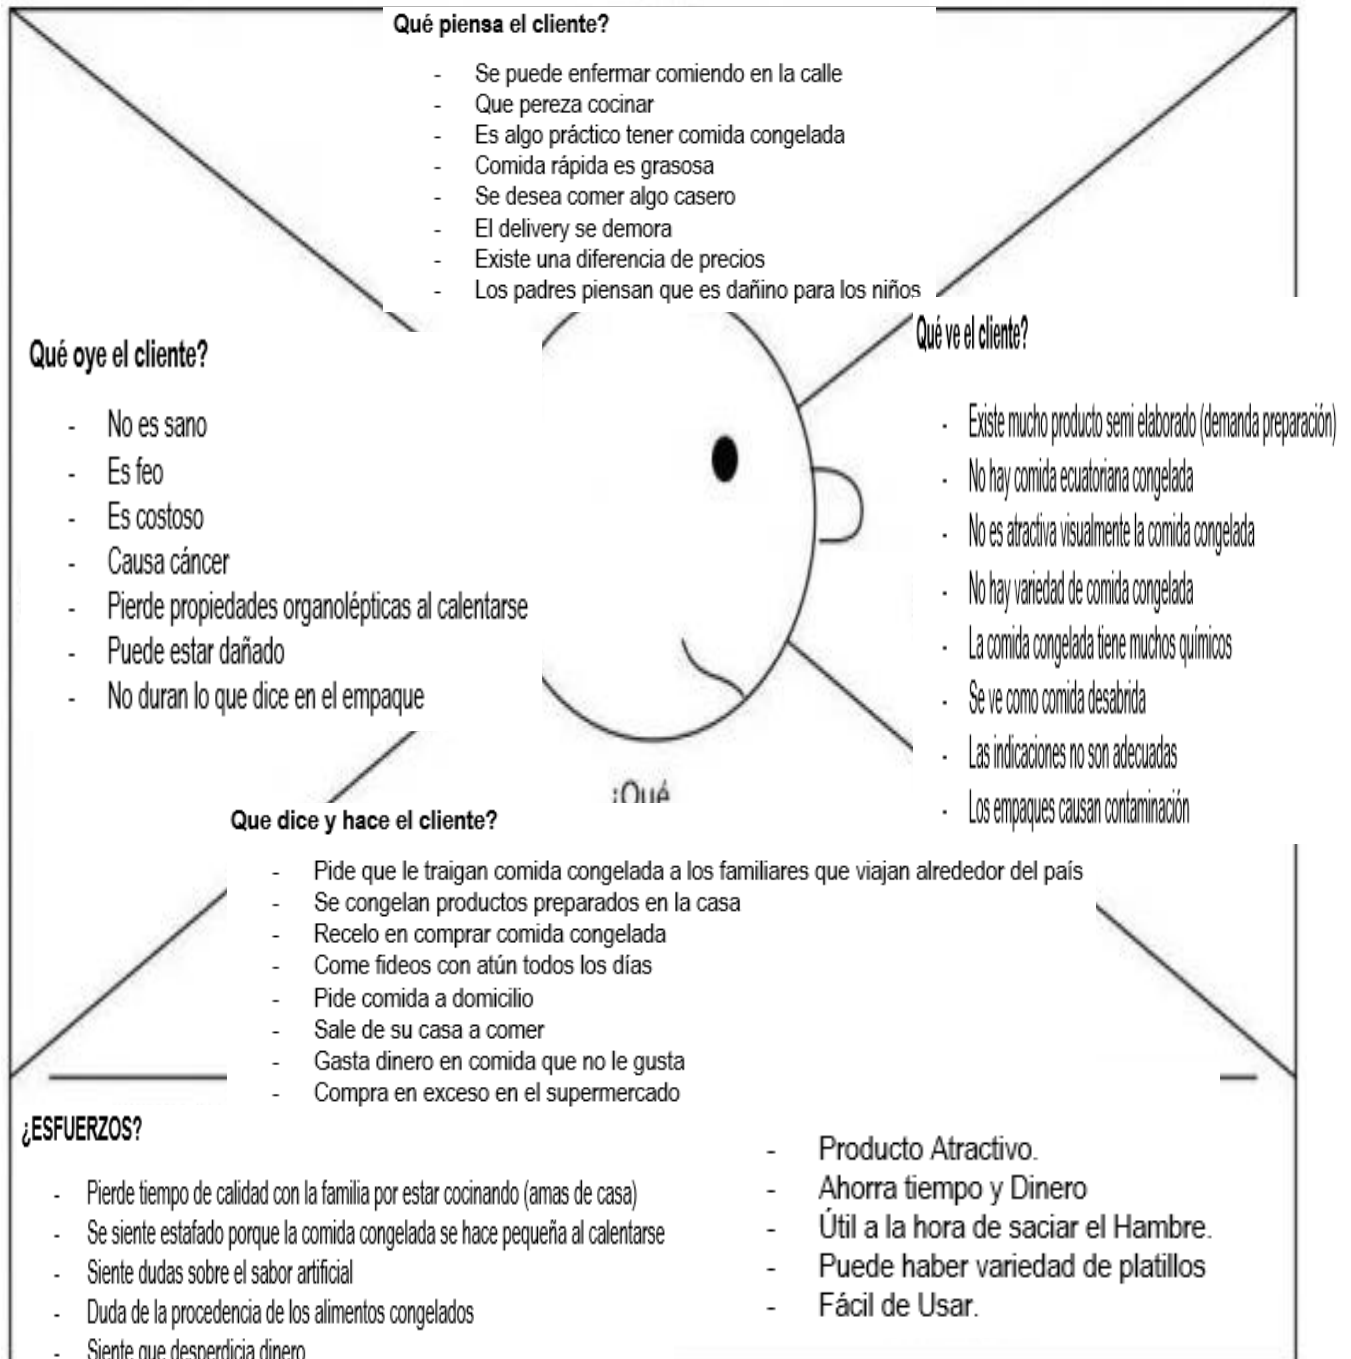 Qué piensa el cliente?
- Se puede enfermar comiendo en la calle
- Que pereza cocinar
- Es algo práctico tener comida congelada
- Comida rápida es grasosa
- Se desea comer algo casero
- El delivery se demora
- Existe una diferencia de precios
- Los padres piensan que es dañino para los niños
Qué oye el cliente?
- No es sano
- Es feo
- Es costoso
- Causa cáncer
- Pierde propiedades organolépticas al calentarse
- Puede estar dañado
- No duran lo que dice en el empaque
Qué ve el cliente?
- Existe mucho producto semi elaborado (demanda preparación)
- No hay comida ecuatoriana congelada
- No es atractiva visualmente la comida congelada
- No hay variedad de comida congelada
- La comida congelada tiene muchos químicos
- Se ve como comida desabrida
- Las indicaciones no son adecuadas
- Los empaques causan contaminación
¿Qué
Que dice y hace el cliente?
- Pide que le traigan comida congelada a los familiares que viajan alrededor del país
- Se congelan productos preparados en la casa
- Recelo en comprar comida congelada
- Come fideos con atún todos los días
- Pide comida a domicilio
- Sale de su casa a comer
- Gasta dinero en comida que no le gusta
- Compra en exceso en el supermercado
¿ESFUERZOS?
- Pierde tiempo de calidad con la familia por estar cocinando (amas de casa)
- Se siente estafado porque la comida congelada se hace pequeña al calentarse
- Siente dudas sobre el sabor artificial
- Duda de la procedencia de los alimentos congelados
- Siente que desperdicia dinero
- Producto Atractivo.
- Ahorra tiempo y Dinero
- Útil a la hora de saciar el Hambre.
- Puede haber variedad de platillos
- Fácil de Usar.